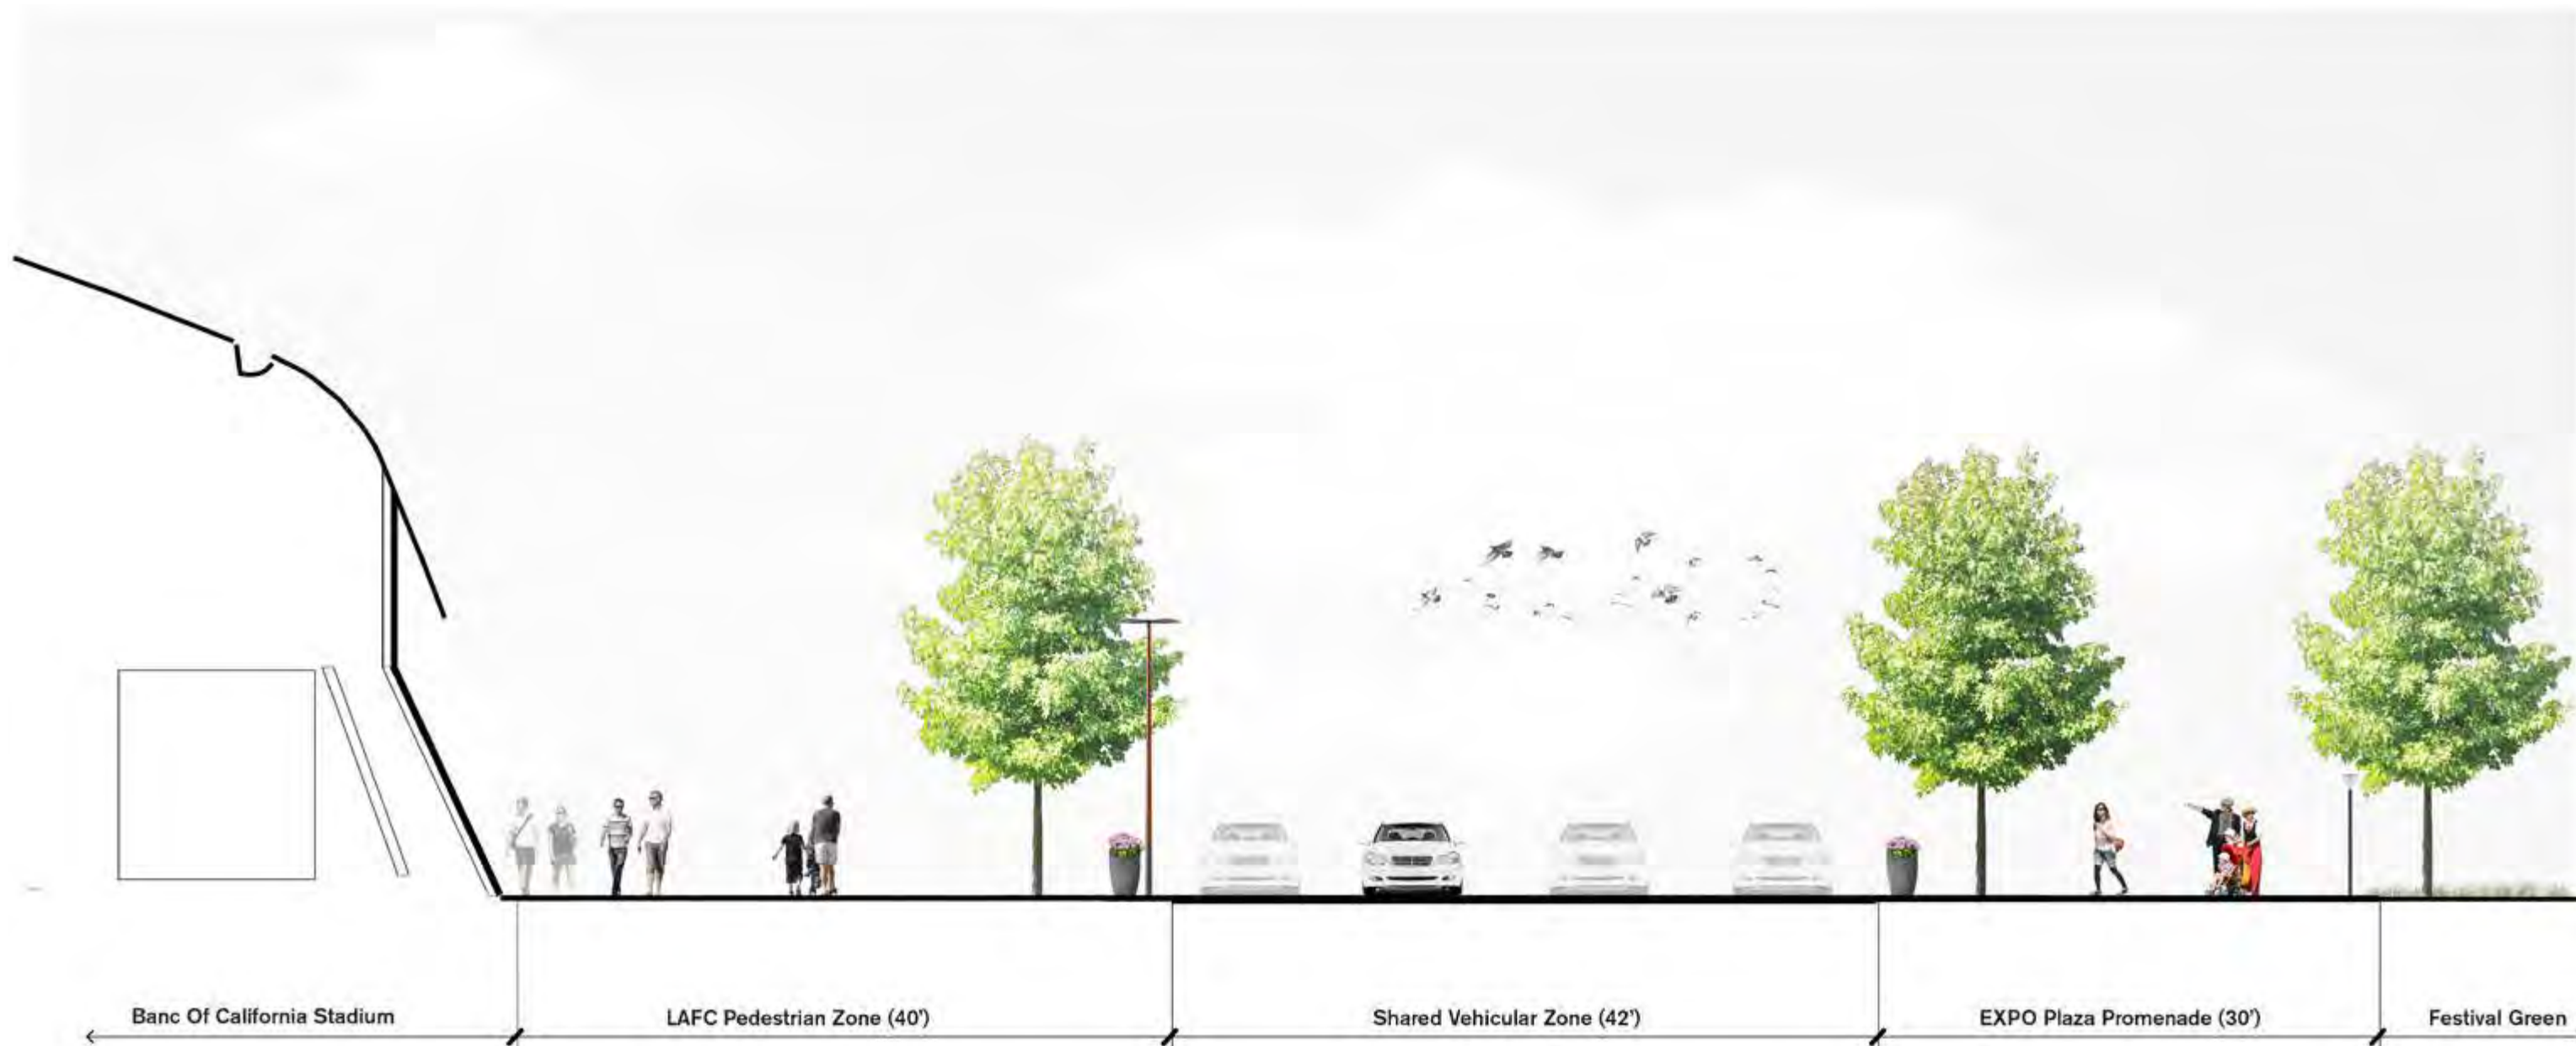 Banc Of California Stadium
LAFC Pedestrian Zone (40')
Shared Vehicular Zone (42')
EXPO Plaza Promenade (30')
Festival Green